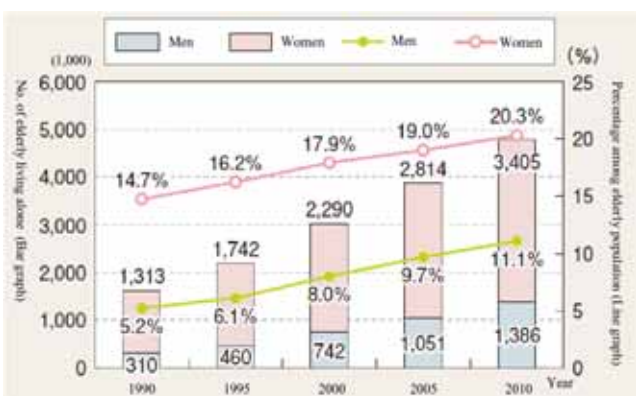 Men Women Men Women
(1,000) (%)
No. of elderly living alone (Bar graph)
Percentage among elderly population (Line graph)
6,000 25
5,000 20
4,000 15
3,000 10
2,000 5
1,000 0
0
14.7% 16.2% 17.9% 19.0% 20.3%
1,313 1,742 2,290 2,814 3,405
5.2% 6.1% 8.0% 9.7% 11.1%
310 460 742 1,051 1,386
1990 1995 2000 2005 2010 Year